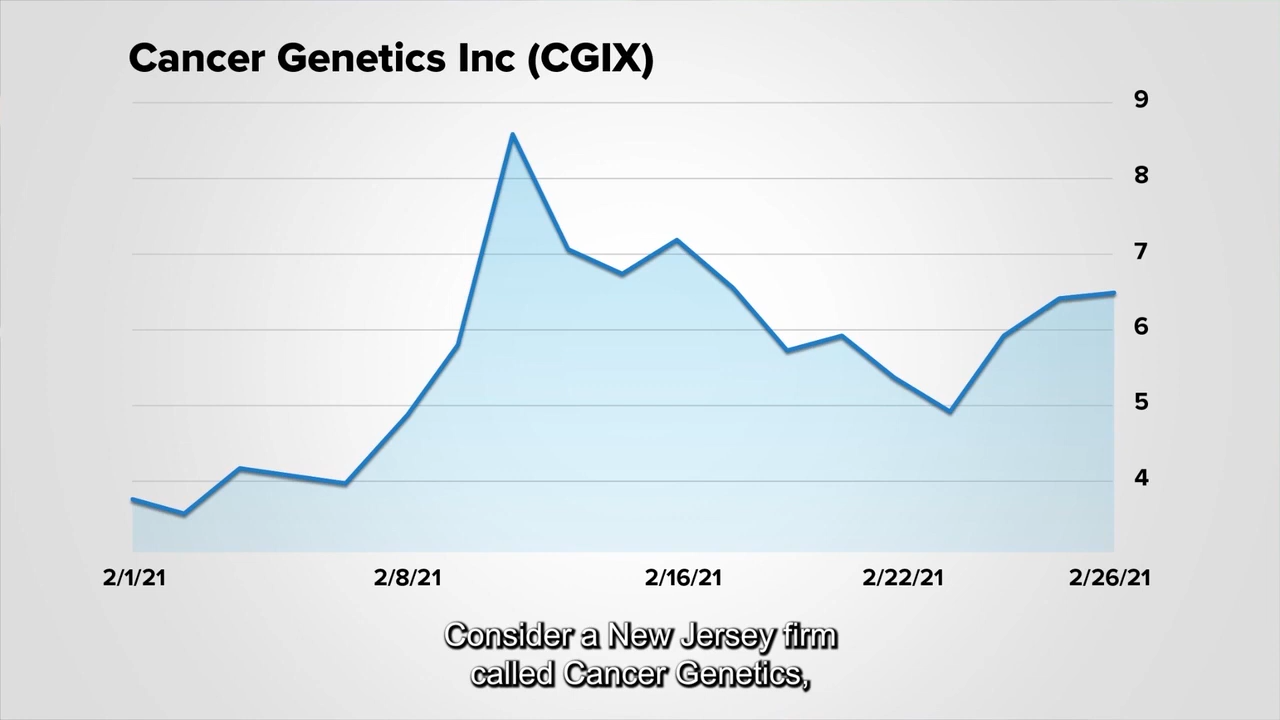 Cancer Genetics Inc (CGIX)
9
8
7
6
5
4
2/1/21 2/8/21 2/16/21 2/22/21 2/26/21
Consider a New Jersey firm
called Cancer Genetics,